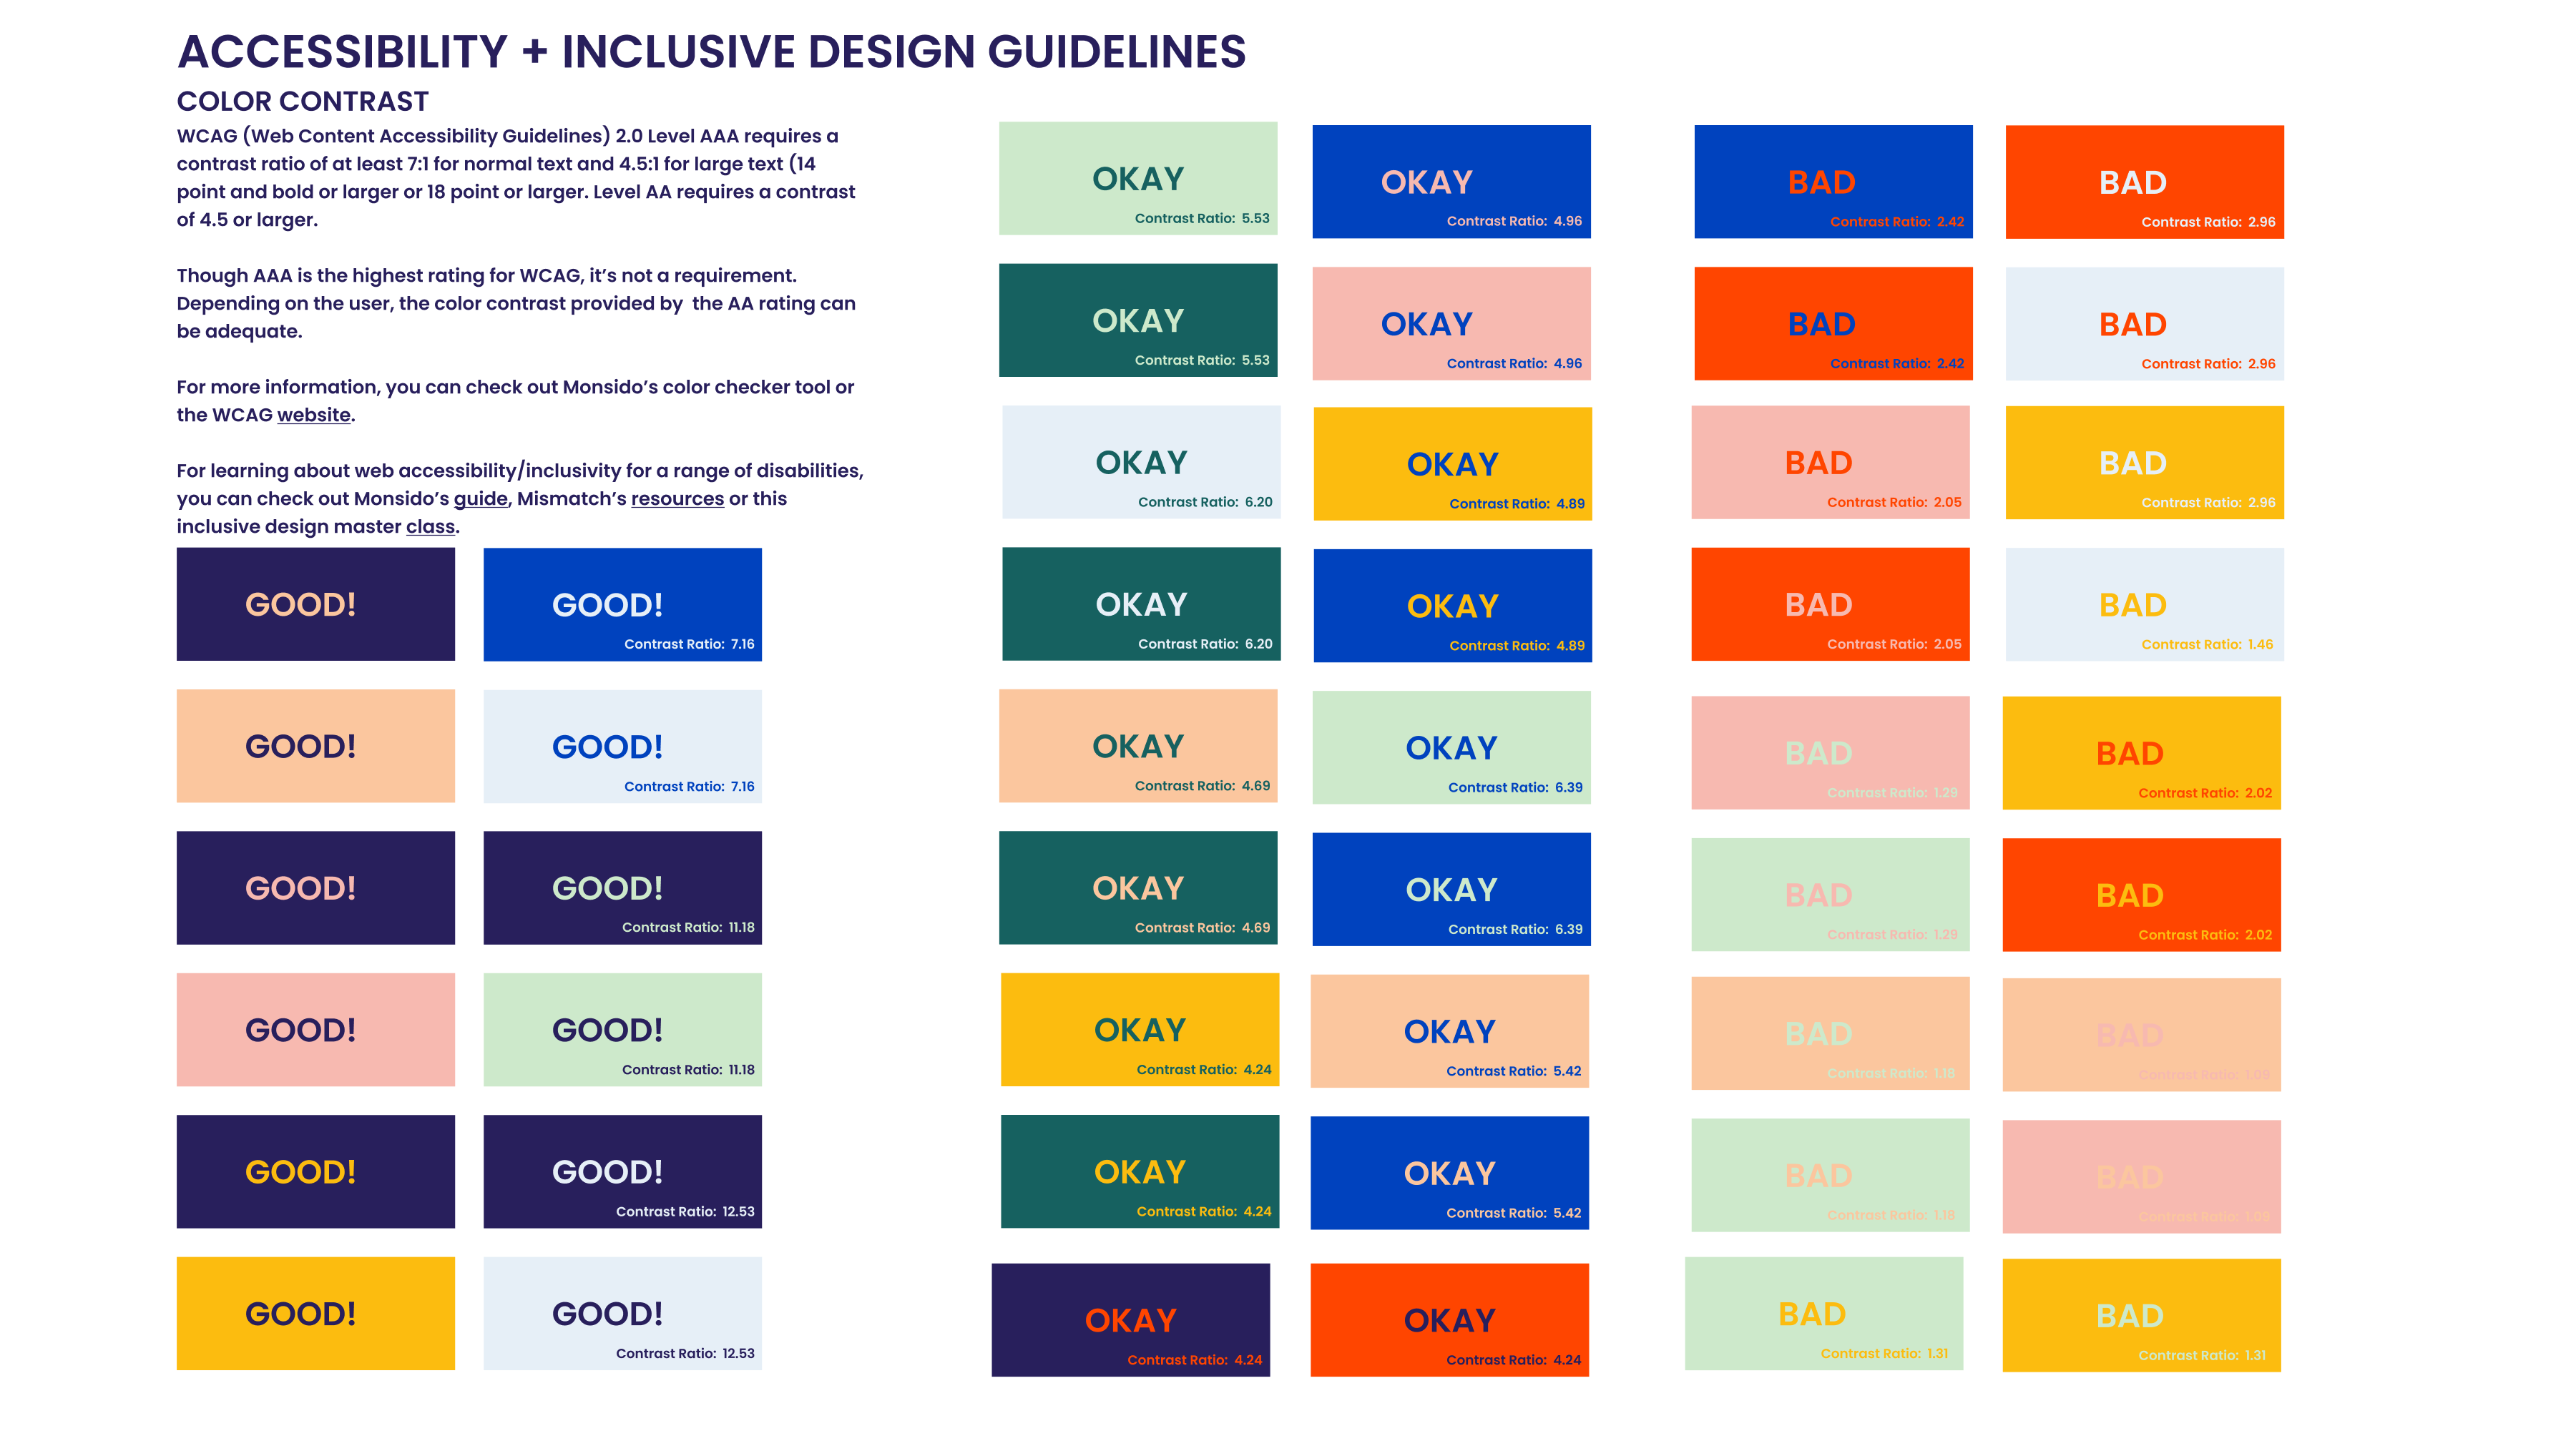 ACCESSIBILITY + INCLUSIVE DESIGN GUIDELINES
COLOR CONTRAST
WCAG (Web Content Accessibility Guidelines) 2.0 Level AAA requires a
contrast ratio of at least 7:1 for normal text and 4.5:1 for large text (14
point and bold or larger or 18 point or larger. Level AA requires a contrast
of 4.5 or larger.
Though AAA is the highest rating for WCAG, it’s not a requirement.
Depending on the user, the color contrast provided by  the AA rating can
be adequate.
For more information, you can check out Monsido’s color checker tool or
the WCAG website.
For learning about web accessibility/inclusivity for a range of disabilities,
you can check out Monsido’s guide, Mismatch’s resources or this
inclusive design master class.
GOOD!
GOOD!
Contrast Ratio: 7.16
GOOD!
GOOD!
Contrast Ratio: 7.16
GOOD!
GOOD!
Contrast Ratio: 11.18
GOOD!
GOOD!
Contrast Ratio: 11.18
GOOD!
GOOD!
Contrast Ratio: 12.53
GOOD!
GOOD!
Contrast Ratio: 12.53
OKAY
Contrast Ratio: 5.53
OKAY
Contrast Ratio: 4.96
OKAY
Contrast Ratio: 5.53
OKAY
Contrast Ratio: 4.96
OKAY
Contrast Ratio: 6.20
OKAY
Contrast Ratio: 4.89
OKAY
Contrast Ratio: 6.20
OKAY
Contrast Ratio: 4.89
OKAY
Contrast Ratio: 4.69
OKAY
Contrast Ratio: 6.39
OKAY
Contrast Ratio: 4.69
OKAY
Contrast Ratio: 6.39
OKAY
Contrast Ratio: 4.24
OKAY
Contrast Ratio: 5.42
OKAY
Contrast Ratio: 4.24
OKAY
Contrast Ratio: 5.42
OKAY
Contrast Ratio: 4.24
OKAY
Contrast Ratio: 4.24
BAD
Contrast Ratio: 2.42
BAD
Contrast Ratio: 2.96
BAD
Contrast Ratio: 2.42
BAD
Contrast Ratio: 2.96
BAD
Contrast Ratio: 2.05
BAD
Contrast Ratio: 2.96
BAD
Contrast Ratio: 2.05
BAD
Contrast Ratio: 1.46
BAD
Contrast Ratio: 1.29
BAD
Contrast Ratio: 2.02
BAD
Contrast Ratio: 1.29
BAD
Contrast Ratio: 2.02
BAD
Contrast Ratio: 1.18
BAD
Contrast Ratio: 1.09
BAD
Contrast Ratio: 1.18
BAD
Contrast Ratio: 1.09
BAD
Contrast Ratio: 1.31
BAD
Contrast Ratio: 1.31